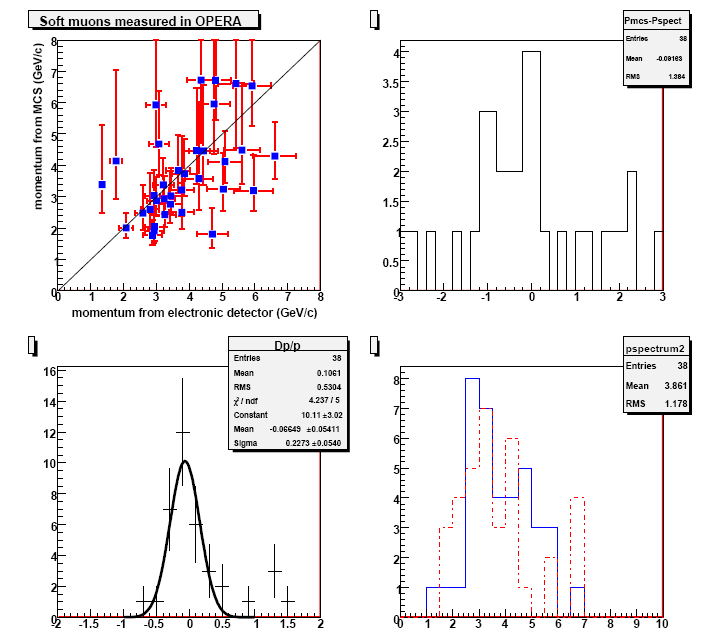 Soft muons measured in OPERA
momentum from MCS (GeV/c)
8
7
6
5
4
3
2
1
0
0 1 2 3 4 5 6 7 8
momentum from electronic detector (GeV/c)
Pmcs-Pspect
Entries 38
Mean -0.09163
RMS 1.384
4
3.5
3
2.5
2
1.5
1
0.5
0
-3 -2 -1 0 1 2 3
Dp/p
Entries 38
Mean 0.1061
RMS 0.5304
χ² / ndf 4.237 / 5
Constant 10.11 ±3.02
Mean -0.06649 ±0.05411
Sigma 0.2273 ±0.0540
16
14
12
10
8
6
4
2
0
-2 -1.5 -1 -0.5 0 0.5 1 1.5 2
pspectrum2
Entries 38
Mean 3.861
RMS 1.178
8
7
6
5
4
3
2
1
0
0 1 2 3 4 5 6 7 8 9 10